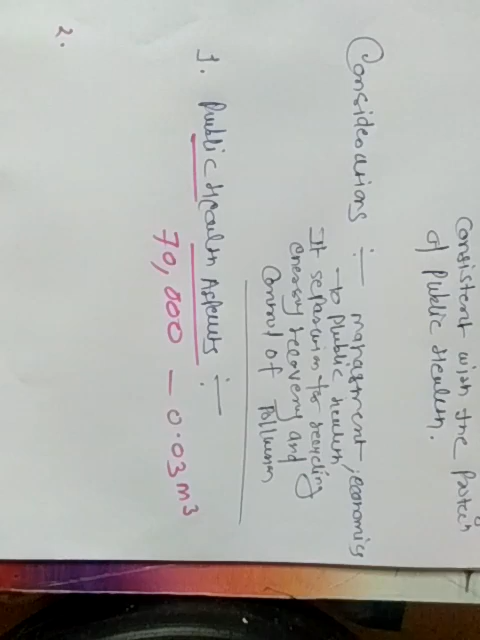 Consistent with the Protech
of Public Health.
Considerations :- management, economics
to Public health
It separation for recycling
energy recovery and
Control of Pollution
1. Public Health Aspects :-
70,000 - 0.03m³
2.